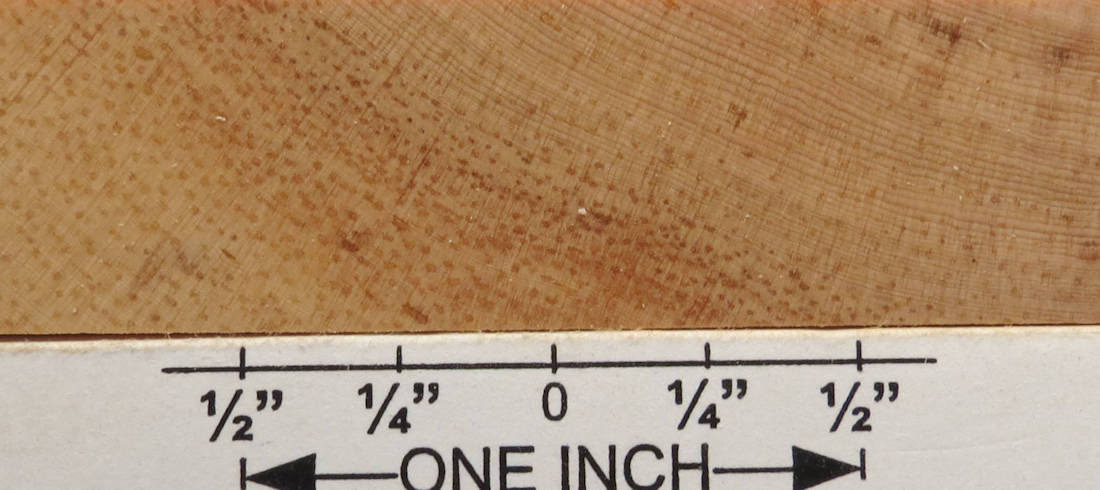 ½” ¼” 0 ¼” ½”
ONE INCH